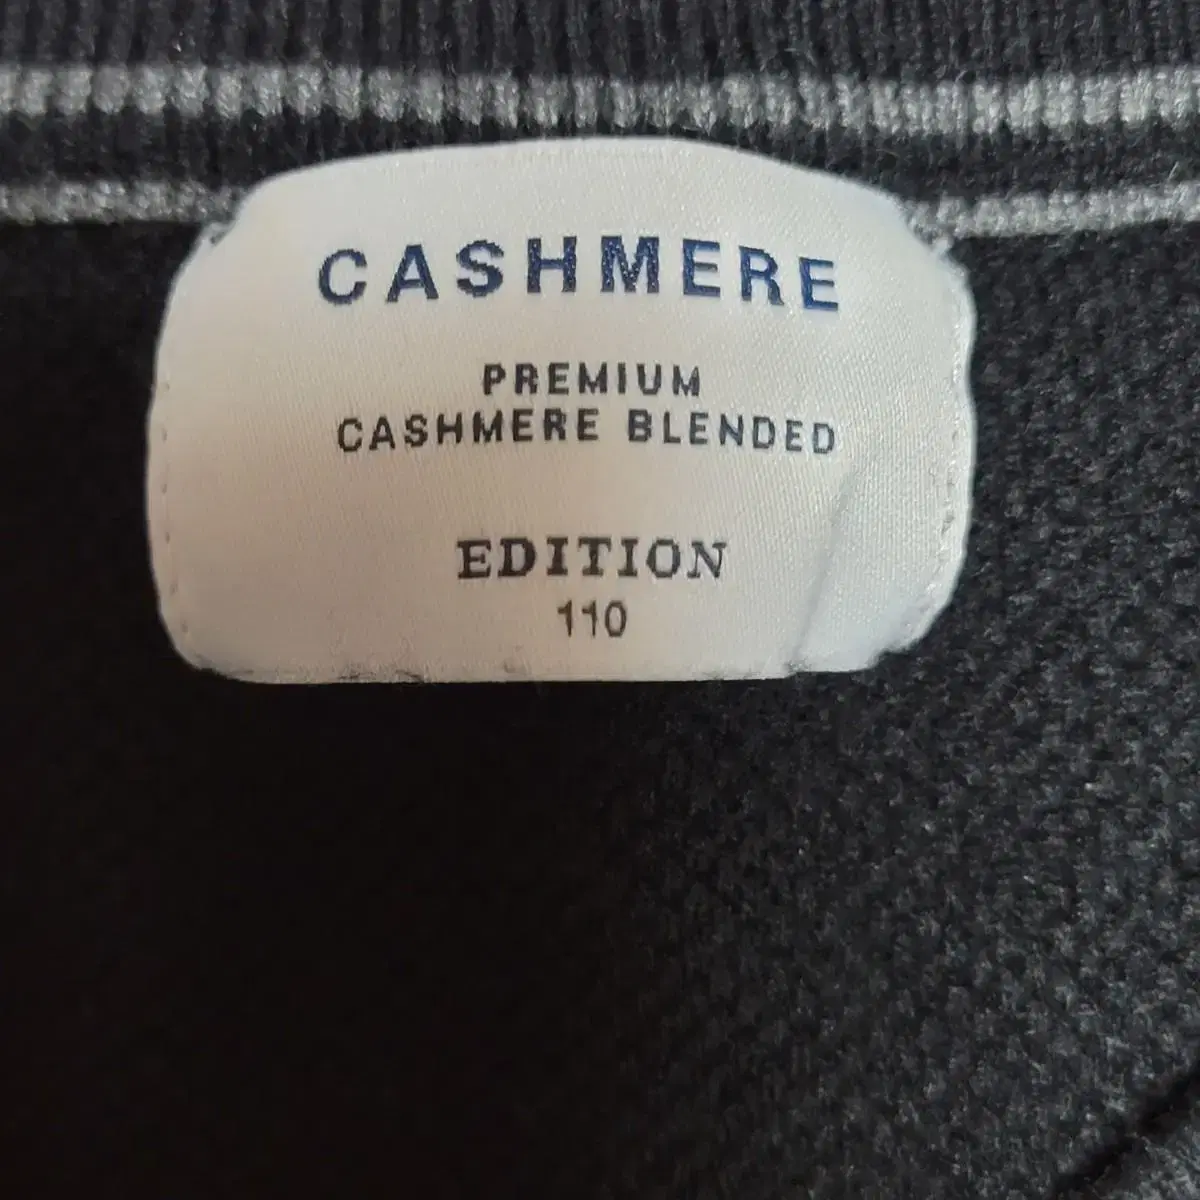 CASHMERE
PREMIUM
CASHMERE BLENDED
EDITION
110